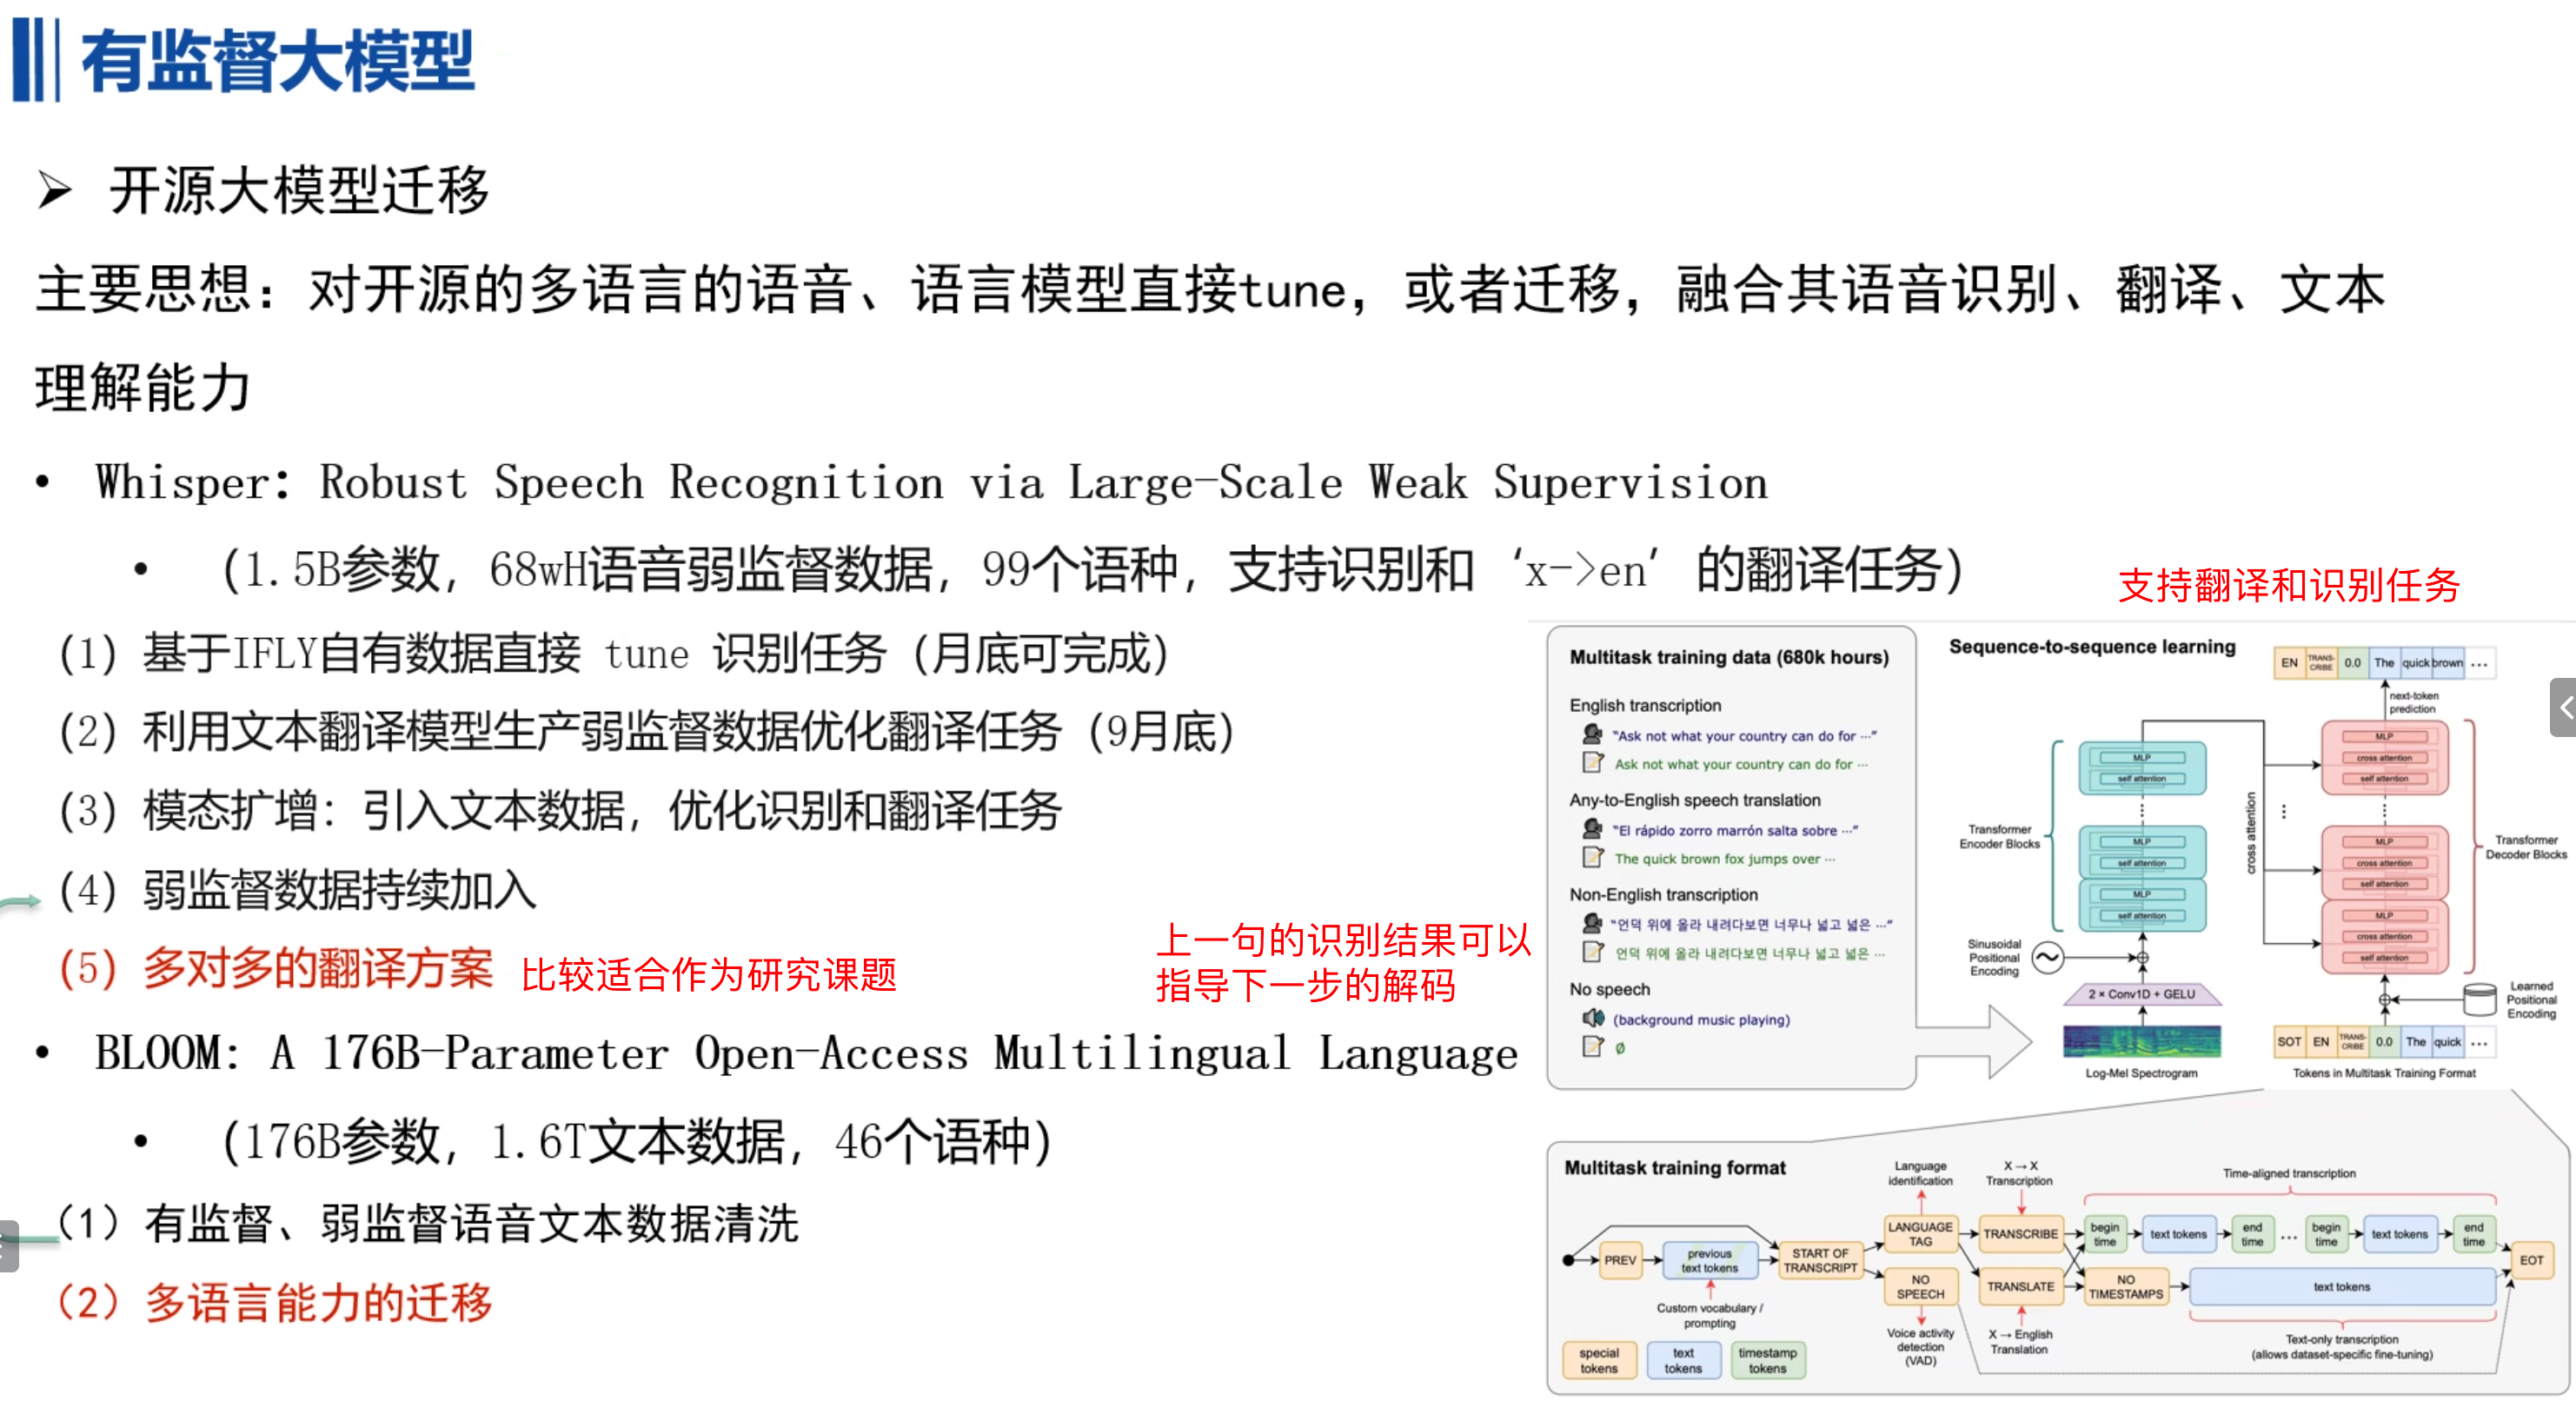 有监督大模型
➢ 开源大模型迁移
主要思想：对开源的多语言的语音、语言模型直接tune，或者迁移，融合其语音识别、翻译、文本
理解能力
• Whisper: Robust Speech Recognition via Large-Scale Weak Supervision
• （1.5B参数，68wH语音弱监督数据，99个语种，支持识别和‘x->en’的翻译任务）
支持翻译和识别任务
（1）基于IFLY自有数据直接 tune 识别任务（月底可完成）
（2）利用文本翻译模型生产弱监督数据优化翻译任务（9月底）
（3）模态扩增：引入文本数据，优化识别和翻译任务
（4）弱监督数据持续加入
（5）多对多的翻译方案
比较适合作为研究课题
上一句的识别结果可以
指导下一步的解码
• BLOOM: A 176B-Parameter Open-Access Multilingual Language
• （176B参数，1.6T文本数据，46个语种）
（1）有监督、弱监督语音文本数据清洗
（2）多语言能力的迁移
Multitask training data (680k hours)
English transcription
“Ask not what your country can do for ⋯”
Ask not what your country can do for ⋯
Any-to-English speech translation
“El rápido zorro marrón salta sobre ⋯”
The quick brown fox jumps over ⋯
Non-English transcription
“언덕 위에 올라 내려다보면 너무나 넓고 넓은 ⋯”
언덕 위에 올라 내려다보면 너무나 넓고 넓은 ⋯
No speech
(background music playing)
∅
Sequence-to-sequence learning
EN TRANS-CRIBE 0.0 The quick brown ⋯
next-token
prediction
MLP
self attention
⋮
MLP
self attention
MLP
self attention
Transformer
Encoder Blocks
cross attention
⋮
MLP
cross attention
self attention
⋮
MLP
cross attention
self attention
MLP
cross attention
self attention
Transformer
Decoder Blocks
Sinusoidal
Positional
Encoding
2 × Conv1D + GELU
Log-Mel Spectrogram
Learned
Positional
Encoding
SOT EN TRANS-CRIBE 0.0 The quick ⋯
Tokens in Multitask Training Format
Multitask training format
Language
identification
X → X
Transcription
Time-aligned transcription
PREV
previous
text tokens
START OF
TRANSCRIPT
LANGUAGE
TAG
TRANSCRIBE
begin
time
text tokens
end
time
⋯
begin
time
text tokens
end
time
EOT
NO
SPEECH
TRANSLATE
NO
TIMESTAMPS
text tokens
Custom vocabulary /
prompting
Voice activity
detection
(VAD)
X → English
Translation
Text-only transcription
(allows dataset-specific fine-tuning)
special
tokens
text
tokens
timestamp
tokens